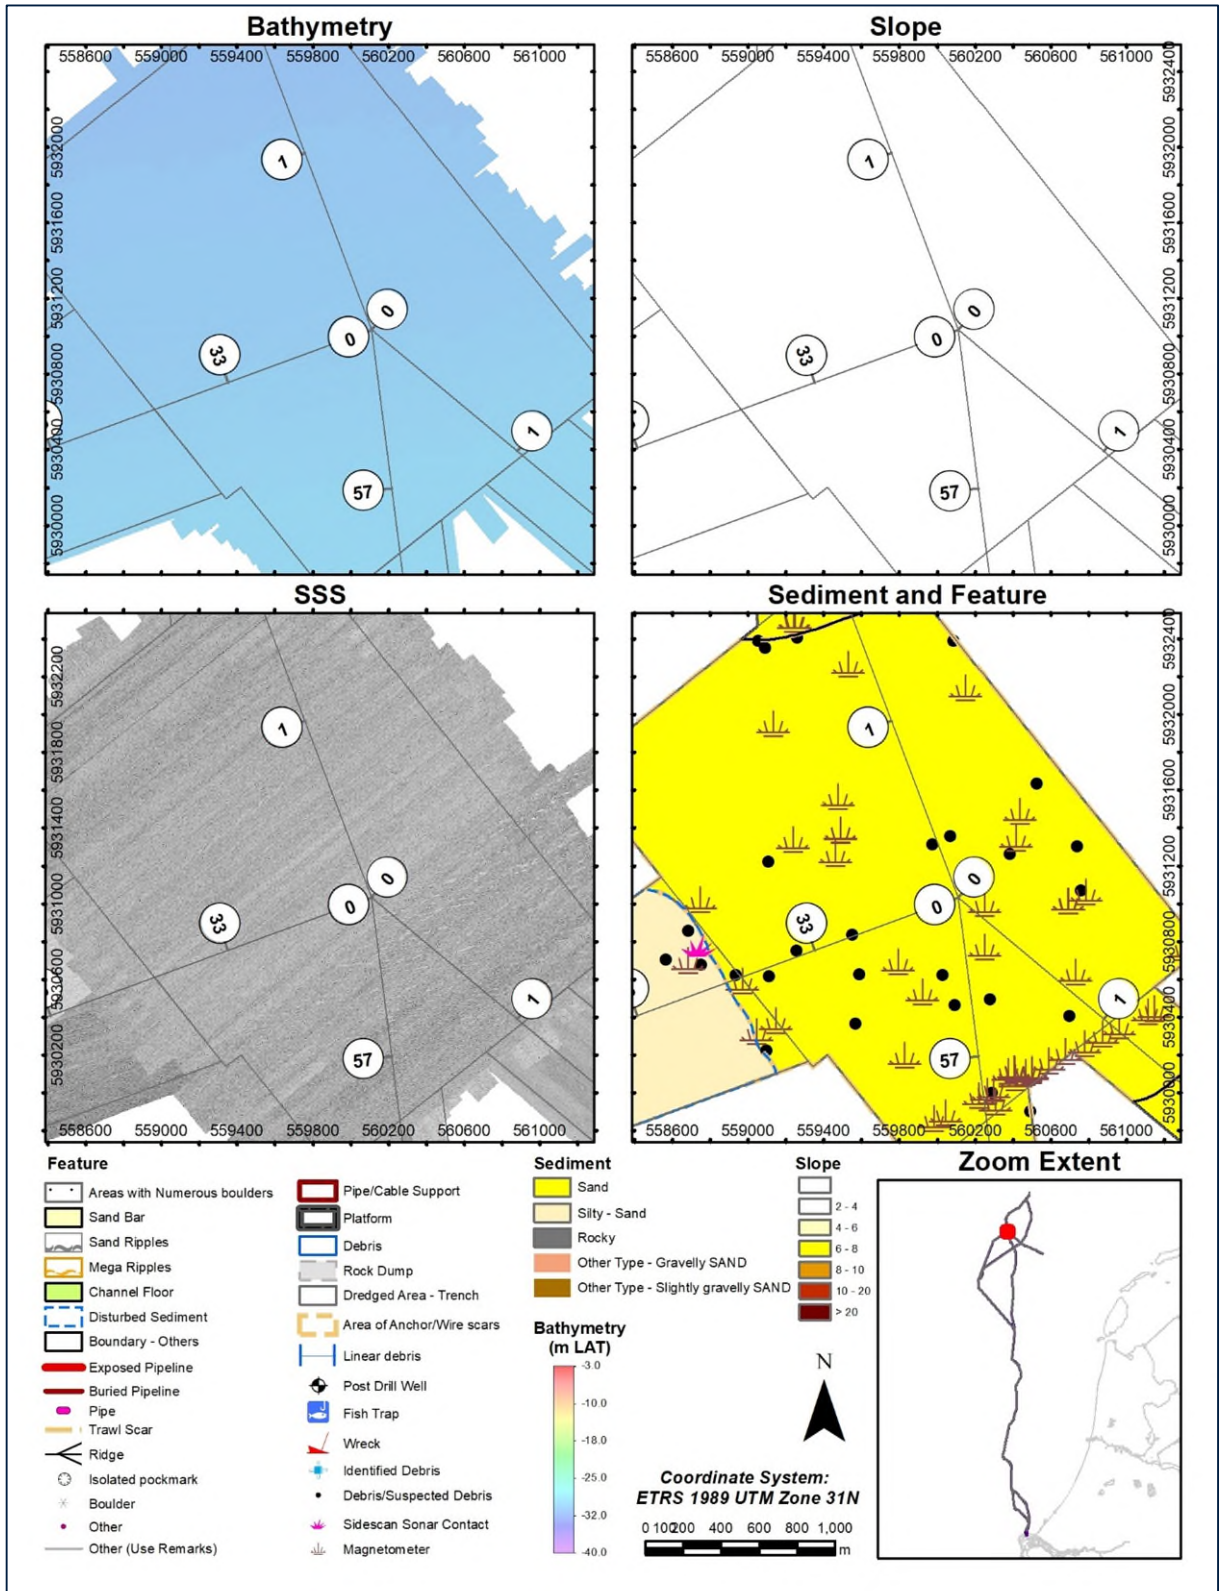 Bathymetry
558600 559000 559400 559800 560200 560600 561000
5932000
5931600
5931200
5930800
5930400
5930000
1
0
0
33
1
57
Slope
558600 559000 559400 559800 560200 560600 561000
5932400
5932000
5931600
5931200
5930800
5930400
5930000
1
0
0
33
1
57
SSS
5932200
5931800
5931400
5931000
5930600
5930200
1
0
0
33
1
57
558600 559000 559400 559800 560200 560600 561000
Sediment and Feature
5932400
5932000
5931600
5931200
5930800
5930400
5930000
1
0
0
33
1
57
558600 559000 559400 559800 560200 560600 561000
Feature
Areas with Numerous boulders
Sand Bar
Sand Ripples
Mega Ripples
Channel Floor
Disturbed Sediment
Boundary - Others
Exposed Pipeline
Buried Pipeline
Pipe
Trawl Scar
Ridge
Isolated pockmark
Boulder
Other
Other (Use Remarks)
Pipe/Cable Support
Platform
Debris
Rock Dump
Dredged Area - Trench
Area of Anchor/Wire scars
Linear debris
Post Drill Well
Fish Trap
Wreck
Identified Debris
Debris/Suspected Debris
Sidescan Sonar Contact
Magnetometer
Sediment
Sand
Silty - Sand
Rocky
Other Type - Gravelly SAND
Other Type - Slightly gravelly SAND
Bathymetry
(m LAT)
-3.0
-10.0
-18.0
-25.0
-32.0
-40.0
Slope
2 - 4
4 - 6
6 - 8
8 - 10
10 - 20
> 20
N
Coordinate System:
ETRS 1989 UTM Zone 31N
0 100 200 400 600 800 1,000
m
Zoom Extent